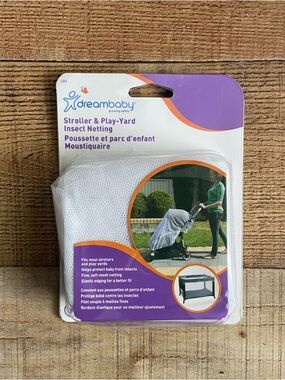 dreambaby
growing safely
Stroller & Play-Yard
Insect Netting
Poussette et parc d'enfant
Moustiquaire
Fits most strollers
and play-yards
Helps protect baby from insects
Fine, soft mesh netting
Elastic edging for a better fit
Convient aux poussettes et parcs d'enfant
Protège bébé contre les insectes
Filet souple à mailles fines
Bordure élastique pour un meilleur ajustement